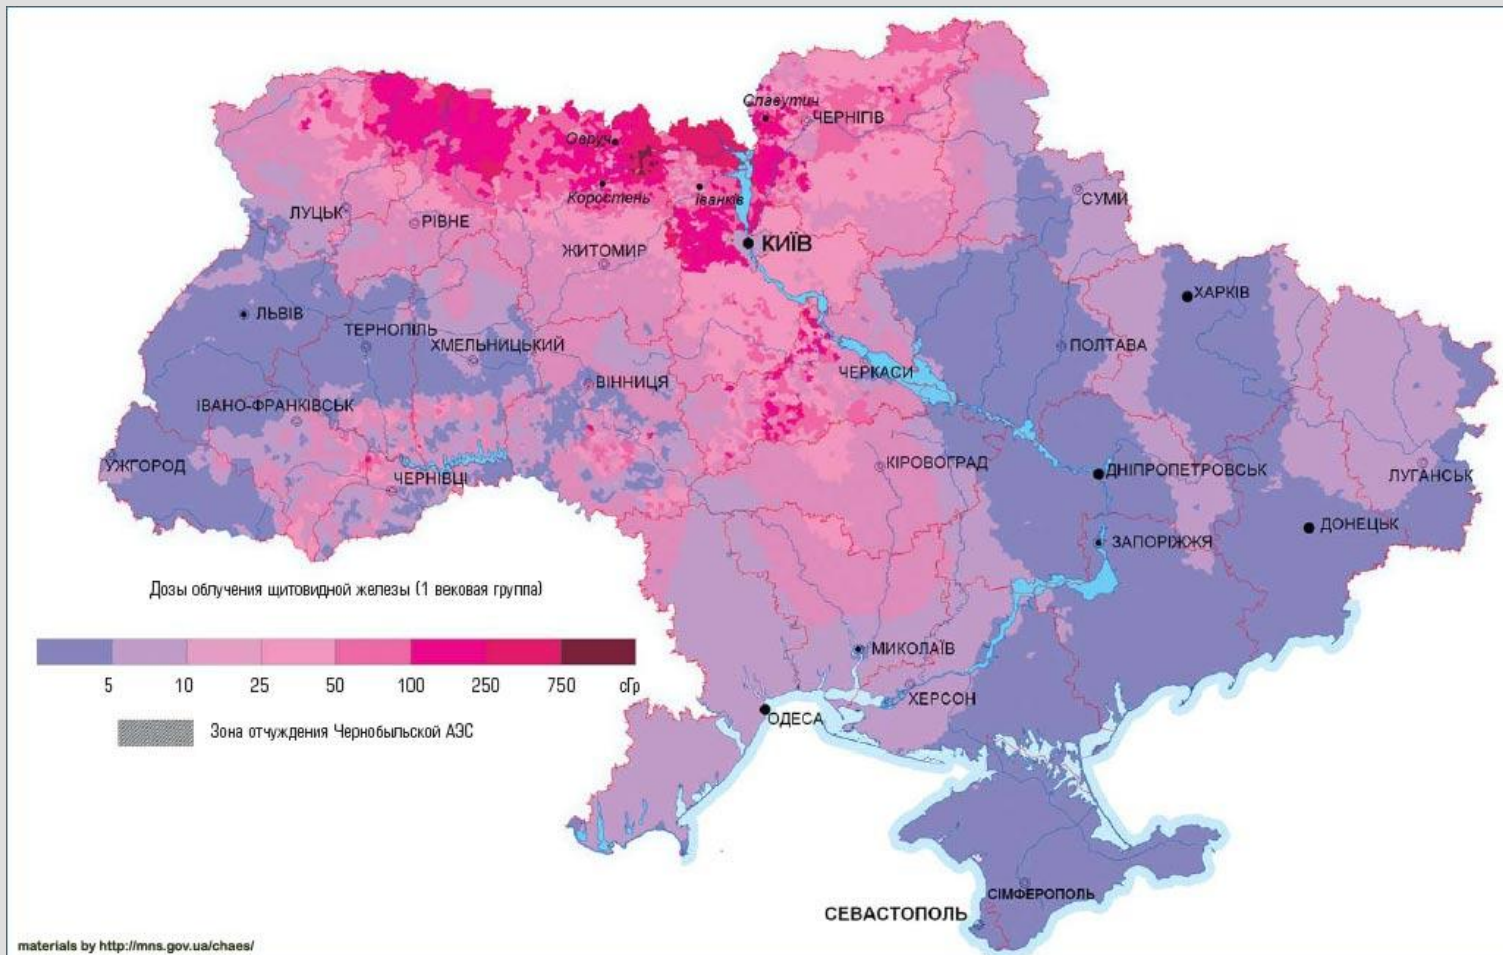 Славутич
ЧЕРНІГІВ
Овруч
Коростень
іванків
СУМИ
ЛУЦЬК
РІВНЕ
ЖИТОМИР
КИЇВ
ХАРКІВ
ЛЬВІВ
ТЕРНОПІЛЬ
ХМЕЛЬНИЦЬКИЙ
ПОЛТАВА
ЧЕРКАСИ
ВІННИЦЯ
ІВАНО-ФРАНКІВСЬК
УЖГОРОД
ЧЕРНІВЦІ
КІРОВОГРАД
ДНІПРОПЕТРОВСЬК
ЛУГАНСЬК
ДОНЕЦЬК
ЗАПОРІЖЖЯ
Дозы облучения щитовидной железы (1 вековая группа)
5 10 25 50 100 250 750 сГр
Зона отчуждения Чернобыльской АЭС
МИКОЛАЇВ
ХЕРСОН
ОДЕСА
СІМФЕРОПОЛЬ
СЕВАСТОПОЛЬ
materials by http://mns.gov.ua/chaes/